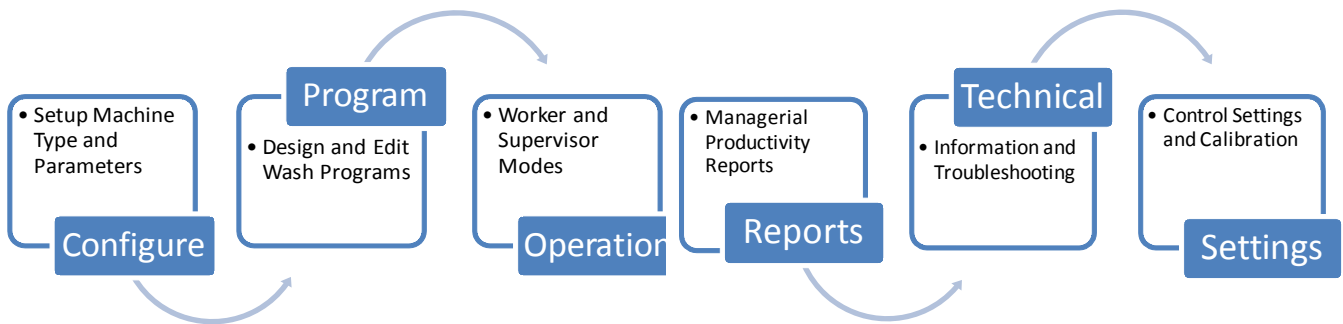 • Setup Machine
Type and
Parameters
Configure
Program
• Design and Edit
Wash Programs
• Worker and
Supervisor
Modes
Operation
• Managerial
Productivity
Reports
Reports
Technical
• Information and
Troubleshooting
• Control Settings
and Calibration
Settings